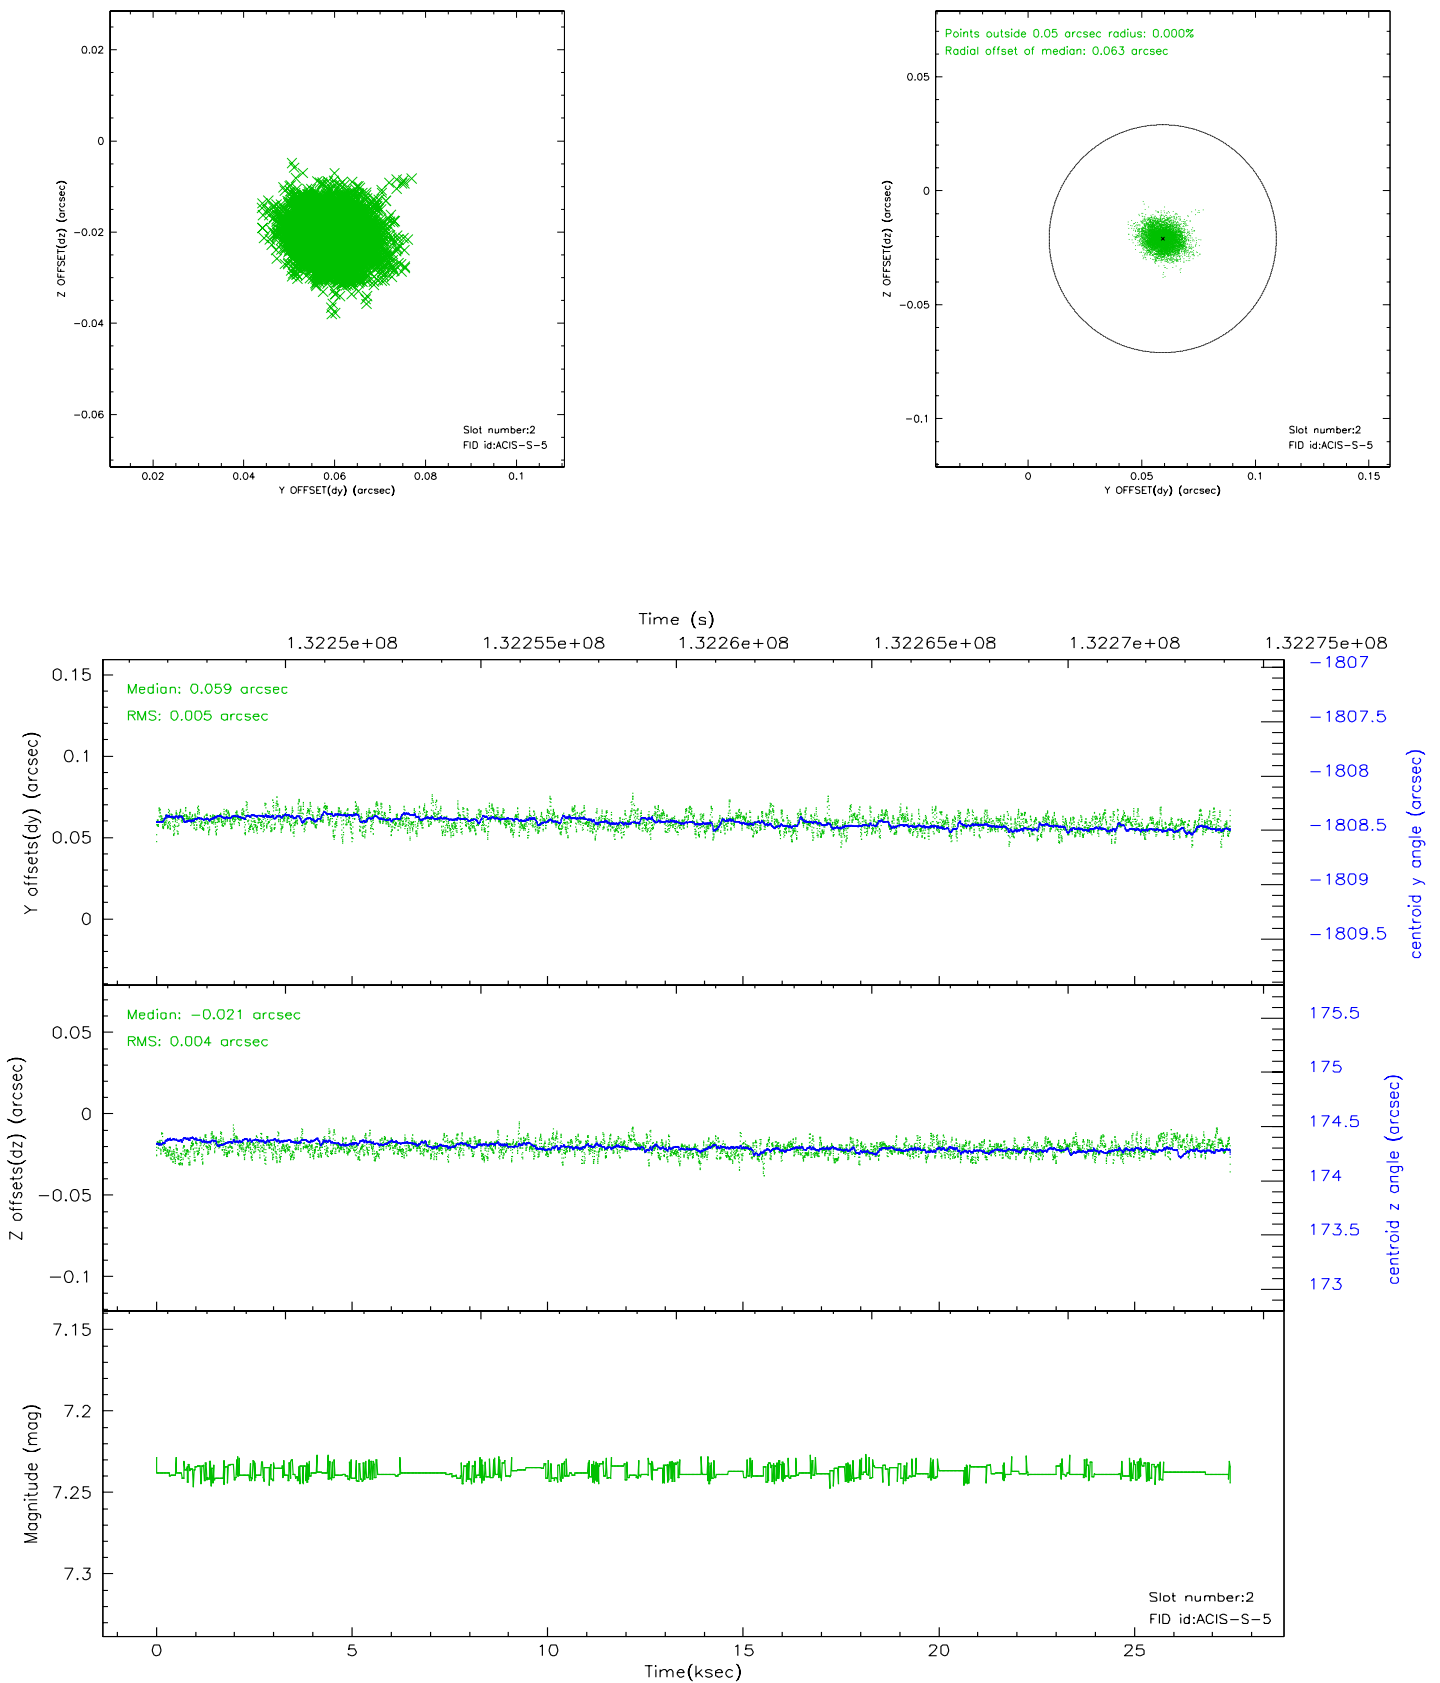 0.02
0
−0.02
−0.04
−0.06
Z OFFSET(dz) (arcsec)
Slot number:2
FID id:ACIS−S−5
0.02
0.04
0.06
0.08
0.1
Y OFFSET(dy) (arcsec)
Points outside 0.05 arcsec radius: 0.000%
Radial offset of median: 0.063 arcsec
0.05
0
−0.05
−0.1
Z OFFSET(dz) (arcsec)
Slot number:2
FID id:ACIS−S−5
0
0.05
0.1
0.15
Y OFFSET(dy) (arcsec)
Time (s)
1.3225e+08
1.32255e+08
1.3226e+08
1.32265e+08
1.3227e+08
1.32275e+08
Median: 0.059 arcsec
RMS: 0.005 arcsec
0.15
0.1
0.05
0
Y offsets(dy) (arcsec)
−1807
−1807.5
−1808
−1808.5
−1809
−1809.5
centroid y angle (arcsec)
Median: −0.021 arcsec
RMS: 0.004 arcsec
0.05
0
−0.05
−0.1
Z offsets(dz) (arcsec)
175.5
175
174.5
174
173.5
173
centroid z angle (arcsec)
7.15
7.2
7.25
7.3
Magnitude (mag)
Slot number:2
FID id:ACIS−S−5
0
5
10
15
20
25
Time(ksec)